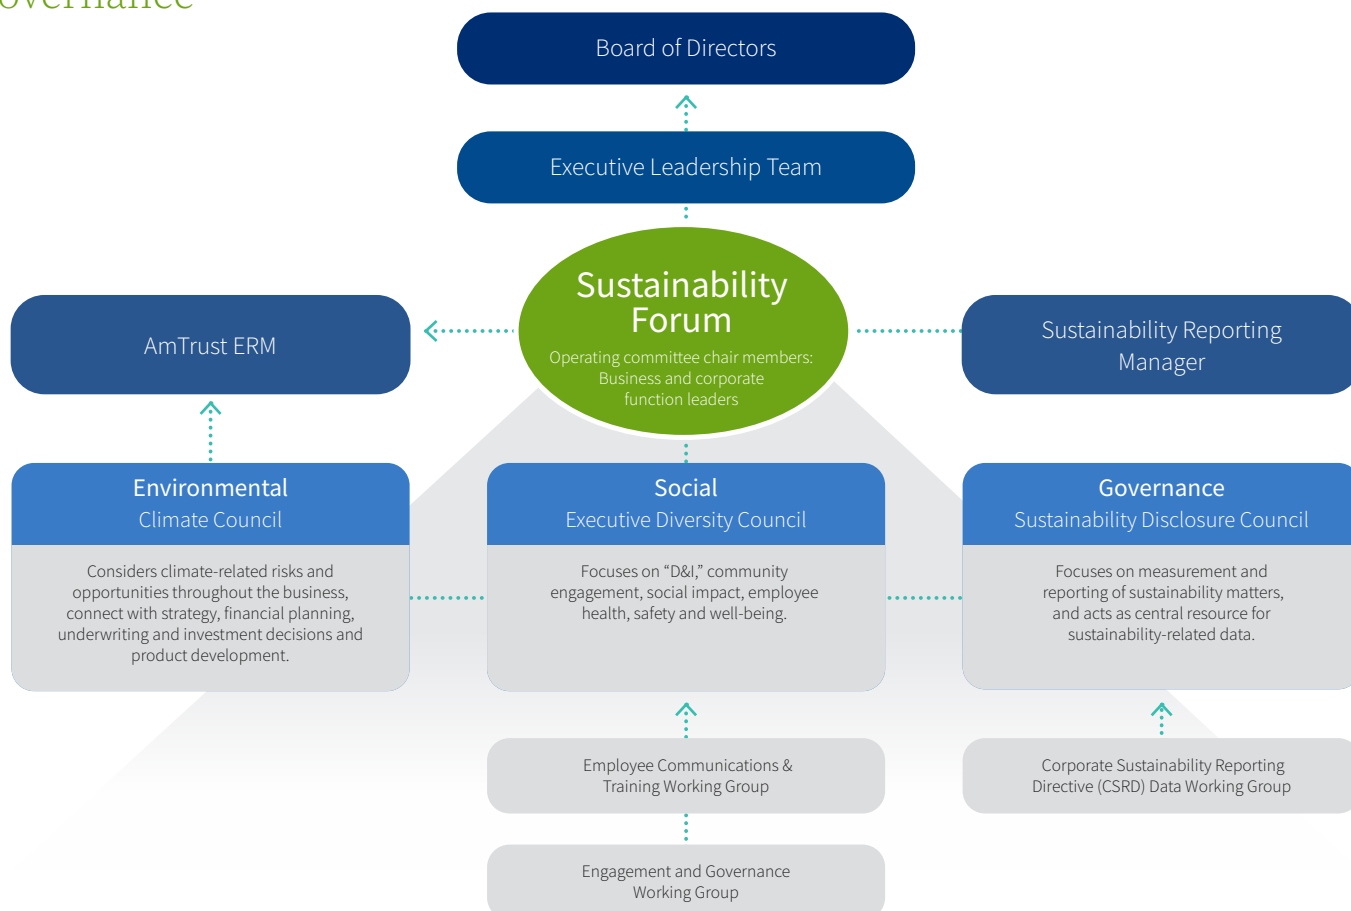 Board of Directors
Executive Leadership Team
Sustainability
Forum
Operating committee chair members:
Business and corporate
function leaders
AmTrust ERM
Sustainability Reporting
Manager
Environmental
Climate Council
Considers climate-related risks and
opportunities throughout the business,
connect with strategy, financial planning,
underwriting and investment decisions and
product development.
Social
Executive Diversity Council
Focuses on “D&I,” community
engagement, social impact, employee
health, safety and well-being.
Governance
Sustainability Disclosure Council
Focuses on measurement and
reporting of sustainability matters,
and acts as central resource for
sustainability-related data.
Employee Communications &
Training Working Group
Corporate Sustainability Reporting
Directive (CSRD) Data Working Group
Engagement and Governance
Working Group